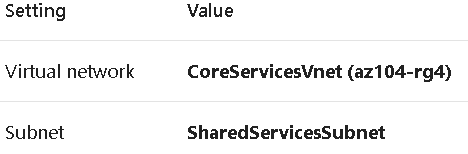 Setting Value
Virtual network CoreServicesVnet (az104-rg4)
Subnet SharedServicesSubnet